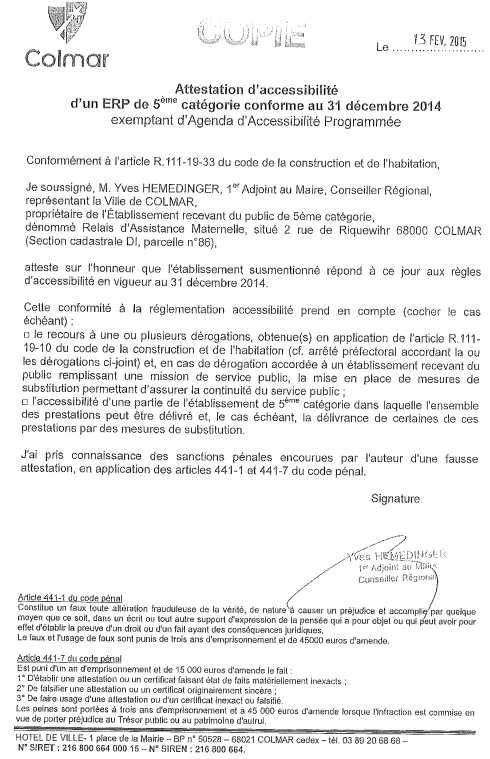 COPIE
Colmar
Le 13 FEV. 2015
Attestation d'accessibilité
d'un ERP de 5ème catégorie conforme au 31 décembre 2014
exemptant d'Agenda d'Accessibilité Programmée
Conformément à l'article R.111-19-33 du code de la construction et de l'habitation,
Je soussigné, M. Yves HEMEDINGER, 1er Adjoint au Maire, Conseiller Régional,
représentant la Ville de COLMAR,
propriétaire de l'Établissement recevant du public de 5ème catégorie,
dénommé Relais d'Assistance Maternelle, situé 2 rue de Riquewihr 68000 COLMAR
(Section cadastrale DI, parcelle n°86),
atteste sur l'honneur que l'établissement susmentionné répond à ce jour aux règles
d'accessibilité en vigueur au 31 décembre 2014.
Cette conformité à la réglementation accessibilité prend en compte (cocher le cas
échéant) :
□ le recours à une ou plusieurs dérogations, obtenue(s) en application de l'article R.111-
19-10 du code de la construction et de l'habitation (cf. arrêté préfectoral accordant la ou
les dérogations ci-joint) et, en cas de dérogation accordée à un établissement recevant du
public remplissant une mission de service public, la mise en place de mesures de
substitution permettant d'assurer la continuité du service public ;
□ l'accessibilité d'une partie de l'établissement de 5ème catégorie dans laquelle l'ensemble
des prestations peut être délivré et, le cas échéant, la délivrance de certaines de ces
prestations par des mesures de substitution.
J'ai pris connaissance des sanctions pénales encourues par l'auteur d'une fausse
attestation, en application des articles 441-1 et 441-7 du code pénal.
Signature
Yves HEMEDINGER
1er Adjoint au Maire
Conseiller Régional
Article 441-1 du code pénal
Constitue un faux toute altération frauduleuse de la vérité, de nature à causer un préjudice et accomplie par quelque
moyen que ce soit, dans un écrit ou tout autre support d'expression de la pensée qui a pour objet ou qui peut avoir pour
effet d'établir la preuve d'un droit ou d'un fait ayant des conséquences juridiques.
Le faux et l'usage de faux sont punis de trois ans d'emprisonnement et de 45000 euros d'amende.
Article 441-7 du code pénal
Est puni d'un an d'emprisonnement et de 15 000 euros d'amende le fait :
1° D'établir une attestation ou un certificat faisant état de faits matériellement inexacts ;
2° De falsifier une attestation ou un certificat originairement sincère ;
3° De faire usage d'une attestation ou d'un certificat inexact ou falsifié.
Les peines sont portées à trois ans d'emprisonnement et à 45 000 euros d'amende lorsque l'infraction est commise en
vue de porter préjudice au Trésor public ou au patrimoine d'autrui.
HOTEL DE VILLE- 1 place de la Mairie – BP n° 50528 – 68021 COLMAR cedex – tél. 03 89 20 68 68 –
N° SIRET : 216 800 664 000 15 – N° SIREN : 216 800 664.